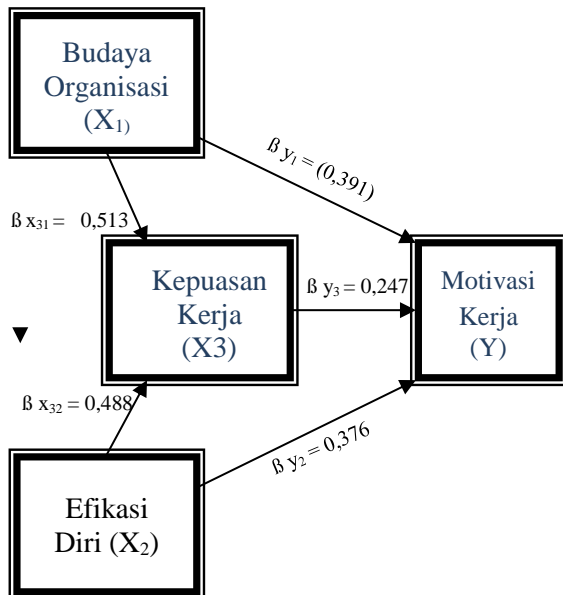 Budaya
Organisasi
(X₁)
ß y₁ = (0,391)
ß x₃₁ = 0,513
Kepuasan
Kerja
(X3)
ß y₃ = 0,247
Motivasi
Kerja
(Y)
ß x₃₂ = 0,488
ß y₂ = 0,376
Efikasi
Diri (X₂)